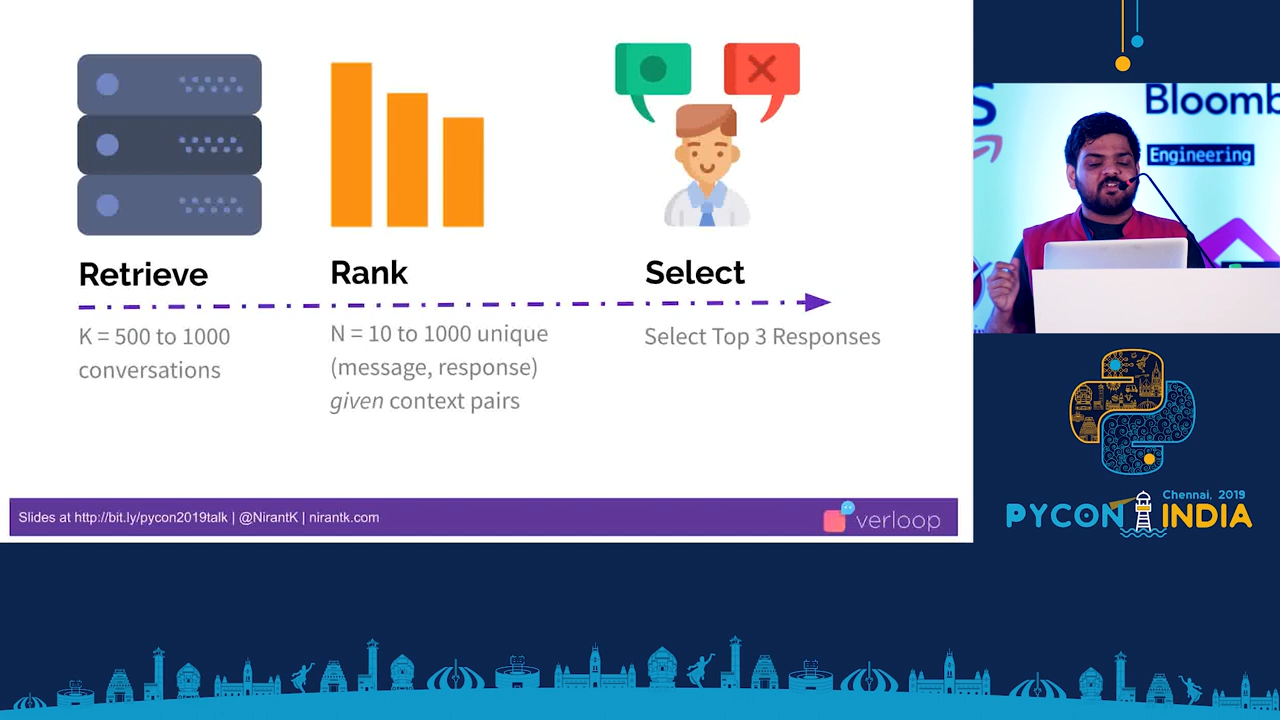 Retrieve
K = 500 to 1000
conversations
Rank
N = 10 to 1000 unique
(message, response)
given context pairs
Select
Select Top 3 Responses
Slides at http://bit.ly/pycon2019talk | @NirantK | nirantk.com
verloop
S
Bloomb
Engineering
Chennai, 2019
PYCON INDIA